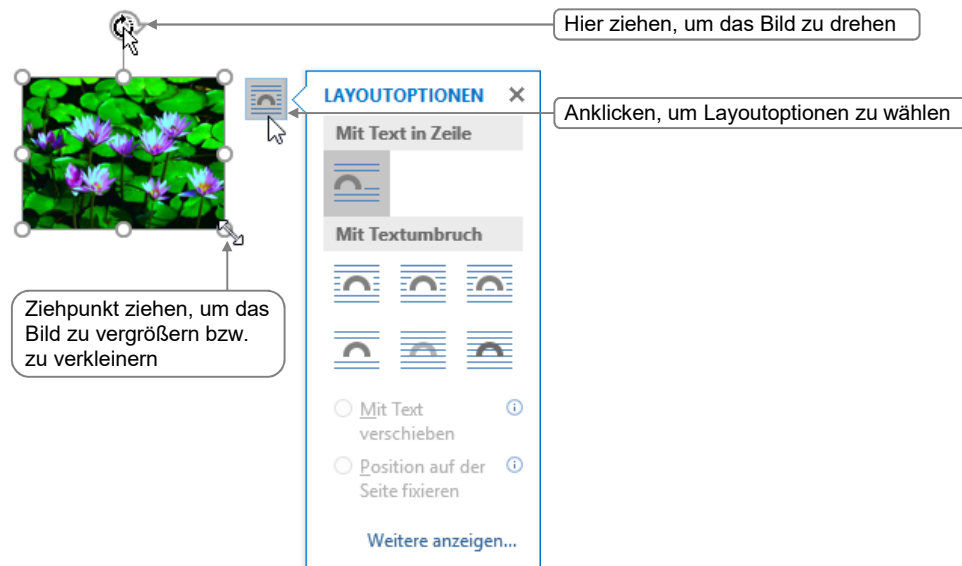 Hier ziehen, um das Bild zu drehen
LAYOUTOPTIONEN
Anklicken, um Layoutoptionen zu wählen
Mit Text in Zeile
Mit Textumbruch
Ziehpunkt ziehen, um das
Bild zu vergrößern bzw.
zu verkleinern
Mit Text
verschieben
Position auf der
Seite fixieren
Weitere anzeigen...